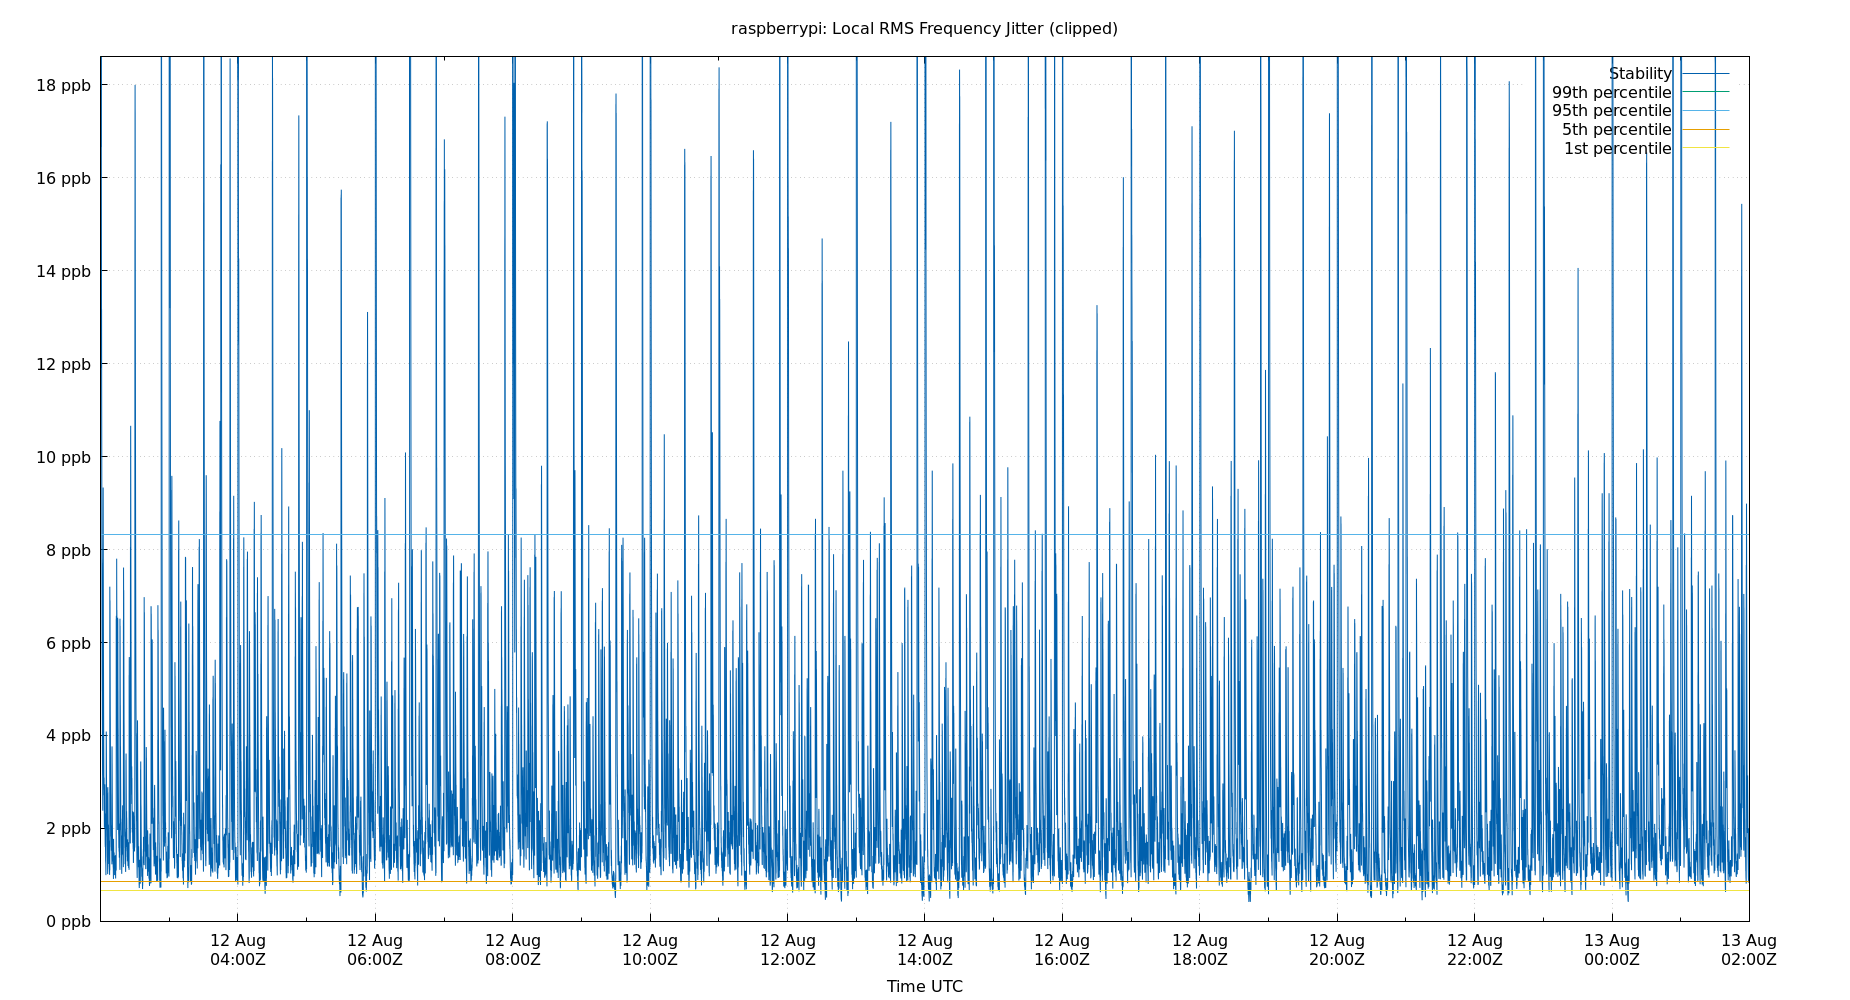 raspberrypi: Local RMS Frequency Jitter (clipped)
18 ppb
16 ppb
14 ppb
12 ppb
10 ppb
8 ppb
6 ppb
4 ppb
2 ppb
0 ppb
Stability
99th percentile
95th percentile
5th percentile
1st percentile
12 Aug 12 Aug 12 Aug 12 Aug 12 Aug 12 Aug 12 Aug 12 Aug 12 Aug 12 Aug 13 Aug 13 Aug
04:00Z 06:00Z 08:00Z 10:00Z 12:00Z 14:00Z 16:00Z 18:00Z 20:00Z 22:00Z 00:00Z 02:00Z
Time UTC